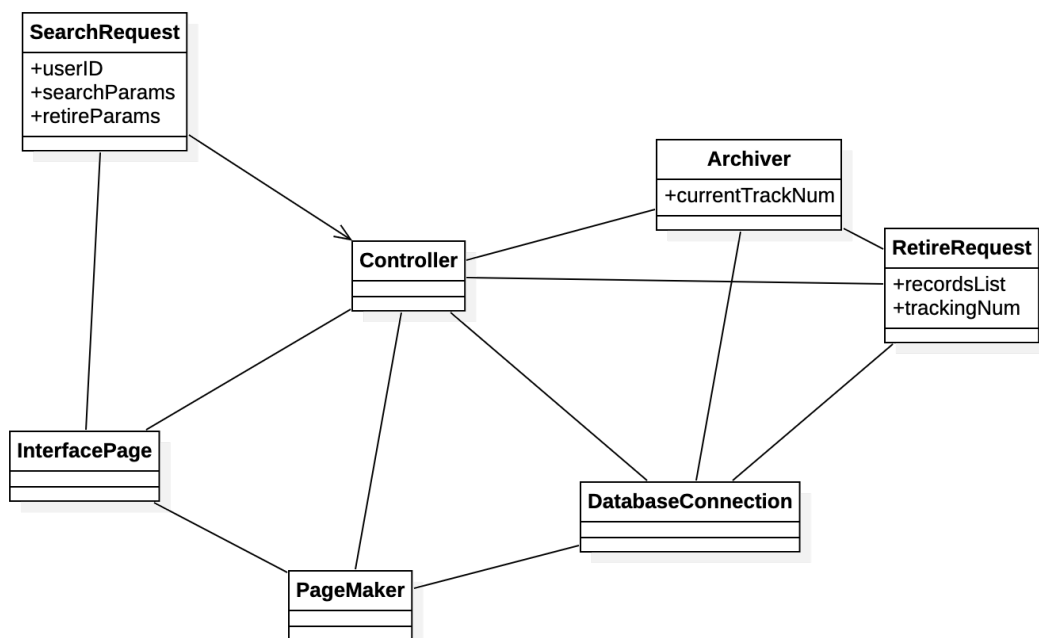 SearchRequest
+userID
+searchParams
+retireParams
Archiver
+currentTrackNum
Controller
RetireRequest
+recordsList
+trackingNum
InterfacePage
DatabaseConnection
PageMaker